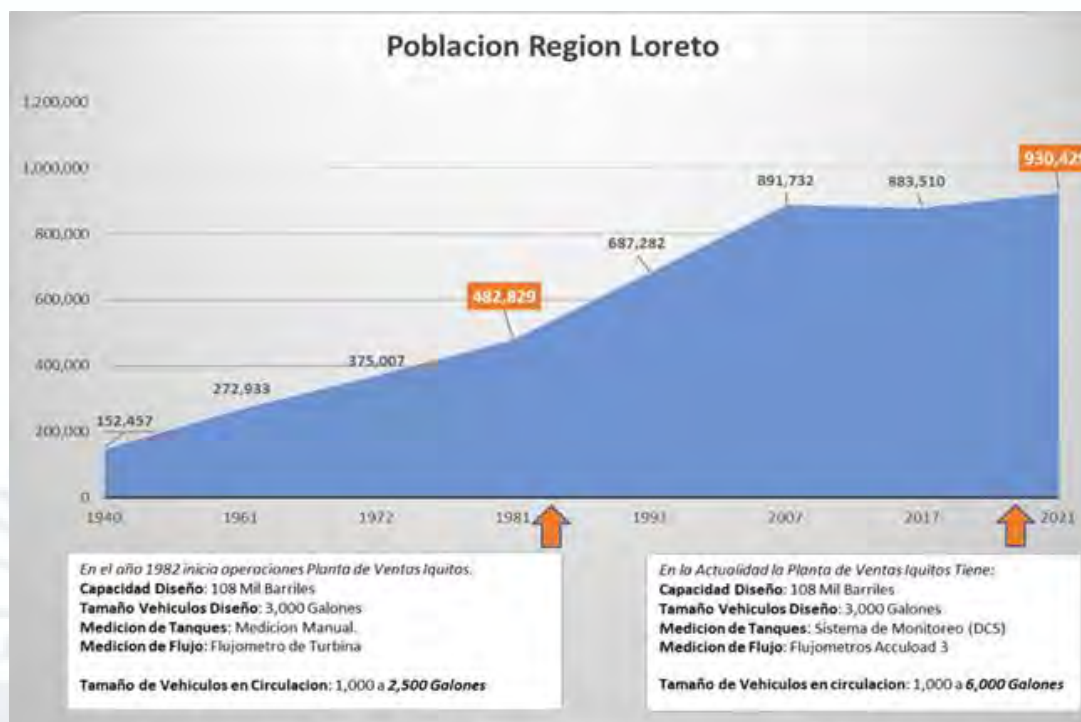 Poblacion Region Loreto
1,200,000
1,000,000
800,000
600,000
400,000
200,000
0
152,457
272,933
375,007
482,829
687,282
891,732
883,510
930,429
1940
1961
1972
1981
1993
2007
2017
2021
En el año 1982 inicia operaciones Planta de Ventas Iquitos.
Capacidad Diseño: 108 Mil Barriles
Tamaño Vehiculos Diseño: 3,000 Galones
Medicion de Tanques: Medicion Manual.
Medicion de Flujo: Flujometro de Turbina
Tamaño de Vehiculos en Circulacion: 1,000 a 2,500 Galones
En la Actualidad la Planta de Ventas Iquitos Tiene:
Capacidad Diseño: 108 Mil Barriles
Tamaño Vehiculos Diseño: 3,000 Galones
Medicion de Tanques: Sistema de Monitoreo (DCS)
Medicion de Flujo: Flujometros Accuload 3
Tamaño de Vehiculos en circulacion: 1,000 a 6,000 Galones